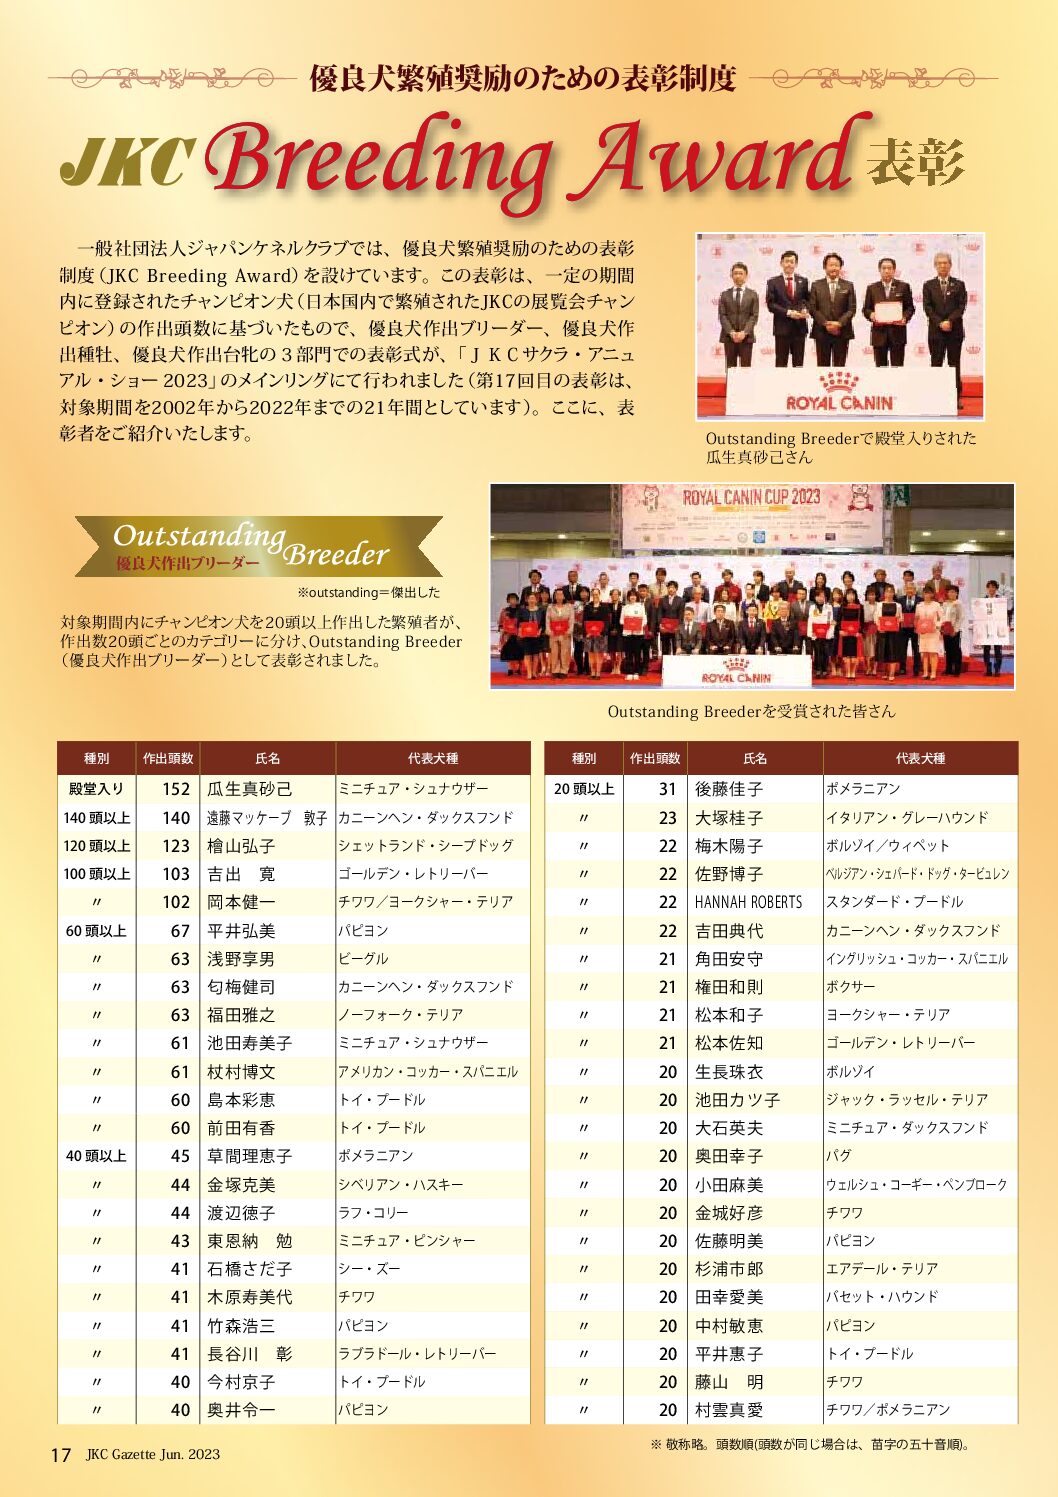 優良犬繁殖奨励のための表彰制度
JKC Breeding Award 表彰
一般社団法人ジャパンケネルクラブでは、優良犬繁殖奨励のための表彰
制度（JKC Breeding Award）を設けています。この表彰は、一定の期間
内に登録されたチャンピオン犬（日本国内で繁殖されたJKCの展覧会チャン
ピオン）の作出頭数に基づいたもので、優良犬作出ブリーダー、優良犬作
出種牡、優良犬作出台牝の３部門での表彰式が、「ＪＫＣサクラ・アニュ
アル・ショー 2023」のメインリングにて行われました（第17回目の表彰は、
対象期間を2002年から2022年までの21年間としています）。ここに、表
彰者をご紹介いたします。
ROYAL CANIN
Outstanding Breederで殿堂入りされた
瓜生真砂己さん
Outstanding Breeder
優良犬作出ブリーダー
※outstanding＝傑出した
対象期間内にチャンピオン犬を20頭以上作出した繁殖者が、
作出数20頭ごとのカテゴリーに分け、Outstanding Breeder
（優良犬作出ブリーダー）として表彰されました。
ROYAL CANIN CUP 2023
ROYAL CANIN
Outstanding Breederを受賞された皆さん
種別 作出頭数 氏名 代表犬種
殿堂入り 152 瓜生真砂己 ミニチュア・シュナウザー
140 頭以上 140 遠藤マッケーブ　敦子 カニーンヘン・ダックスフンド
120 頭以上 123 檜山弘子 シェットランド・シープドッグ
100 頭以上 103 吉出　寛 ゴールデン・レトリーバー
〃 102 岡本健一 チワワ／ヨークシャー・テリア
60 頭以上 67 平井弘美 パピヨン
〃 63 浅野享男 ビーグル
〃 63 匂梅健司 カニーンヘン・ダックスフンド
〃 63 福田雅之 ノーフォーク・テリア
〃 61 池田寿美子 ミニチュア・シュナウザー
〃 61 杖村博文 アメリカン・コッカー・スパニエル
〃 60 島本彩恵 トイ・プードル
〃 60 前田有香 トイ・プードル
40 頭以上 45 草間理恵子 ポメラニアン
〃 44 金塚克美 シベリアン・ハスキー
〃 44 渡辺徳子 ラフ・コリー
〃 43 東恩納　勉 ミニチュア・ピンシャー
〃 41 石橋さだ子 シー・ズー
〃 41 木原寿美代 チワワ
〃 41 竹森浩三 パピヨン
〃 41 長谷川　彰 ラブラドール・レトリーバー
〃 40 今村京子 トイ・プードル
〃 40 奥井令一 パピヨン
種別 作出頭数 氏名 代表犬種
20 頭以上 31 後藤佳子 ポメラニアン
〃 23 大塚桂子 イタリアン・グレーハウンド
〃 22 梅木陽子 ボルゾイ／ウィペット
〃 22 佐野博子 ベルジアン・シェパード・ドッグ・タービュレン
〃 22 HANNAH ROBERTS スタンダード・プードル
〃 22 吉田典代 カニーンヘン・ダックスフンド
〃 21 角田安守 イングリッシュ・コッカー・スパニエル
〃 21 権田和則 ボクサー
〃 21 松本和子 ヨークシャー・テリア
〃 21 松本佐知 ゴールデン・レトリーバー
〃 20 生長珠衣 ボルゾイ
〃 20 池田カツ子 ジャック・ラッセル・テリア
〃 20 大石英夫 ミニチュア・ダックスフンド
〃 20 奥田幸子 パグ
〃 20 小田麻美 ウェルシュ・コーギー・ペンブローク
〃 20 金城好彦 チワワ
〃 20 佐藤明美 パピヨン
〃 20 杉浦市郎 エアデール・テリア
〃 20 田幸愛美 バセット・ハウンド
〃 20 中村敏恵 パピヨン
〃 20 平井惠子 トイ・プードル
〃 20 藤山　明 チワワ
〃 20 村雲真愛 チワワ／ポメラニアン
※ 敬称略。頭数順(頭数が同じ場合は、苗字の五十音順)。
17 JKC Gazette Jun. 2023